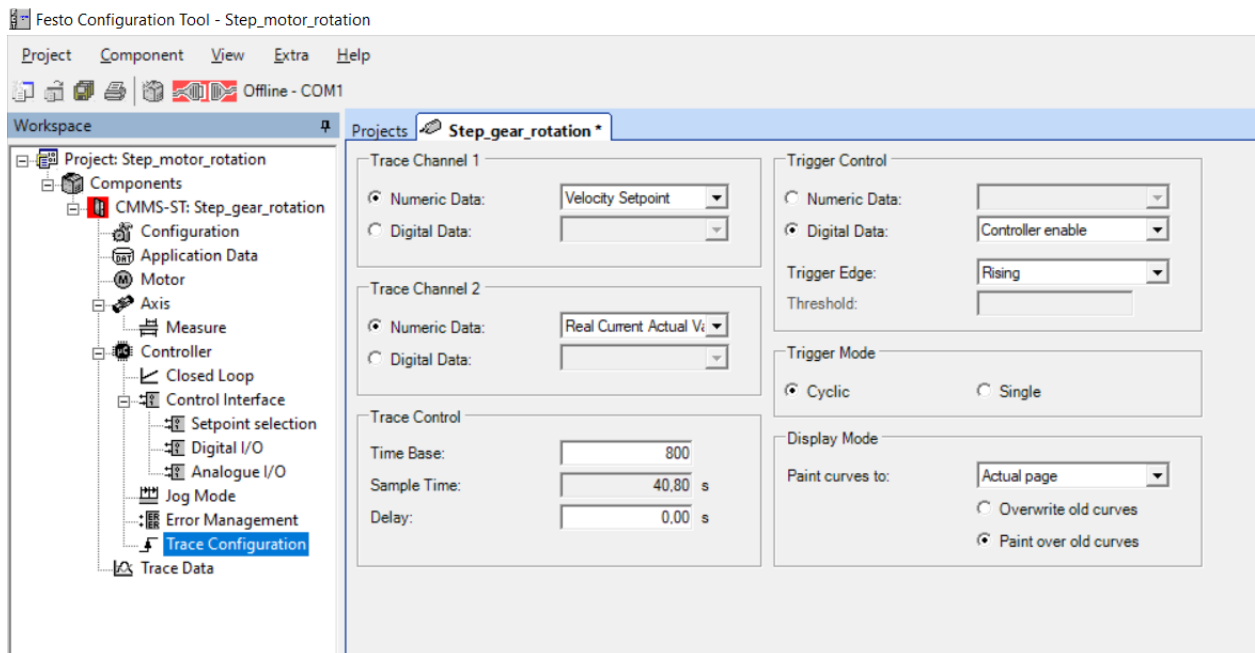 Festo Configuration Tool - Step_motor_rotation
Project Component View Extra Help
Offline - COM1
Workspace
Project: Step_motor_rotation
Components
CMMS-ST: Step_gear_rotation
Configuration
Application Data
Motor
Axis
Measure
Controller
Closed Loop
Control Interface
Setpoint selection
Digital I/O
Analogue I/O
Jog Mode
Error Management
Trace Configuration
Trace Data
Projects Step_gear_rotation *
Trace Channel 1
Numeric Data: Velocity Setpoint
Digital Data:
Trace Channel 2
Numeric Data: Real Current Actual Va
Digital Data:
Trace Control
Time Base: 800
Sample Time: 40,80 s
Delay: 0,00 s
Trigger Control
Numeric Data:
Digital Data: Controller enable
Trigger Edge: Rising
Threshold:
Trigger Mode
Cyclic Single
Display Mode
Paint curves to: Actual page
Overwrite old curves
Paint over old curves